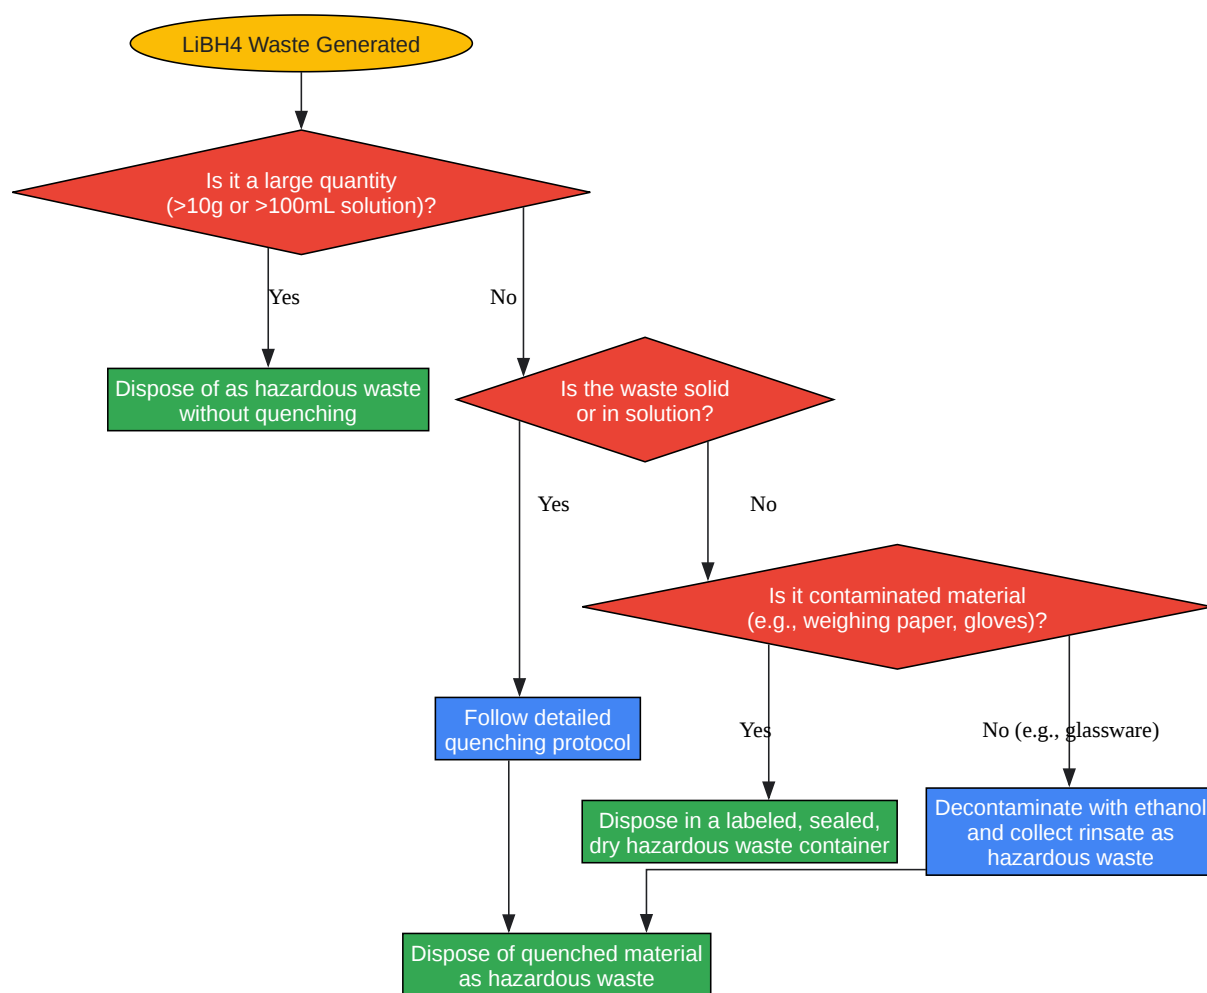 LiBH4 Waste Generated
Is it a large quantity
(>10g or >100mL solution)?
Yes
No
Dispose of as hazardous waste
without quenching
Is the waste solid
or in solution?
Yes
No
Is it contaminated material
(e.g., weighing paper, gloves)?
Follow detailed
quenching protocol
Yes
No (e.g., glassware)
Dispose in a labeled, sealed,
dry hazardous waste container
Decontaminate with ethanol
and collect rinsate as
hazardous waste
Dispose of quenched material
as hazardous waste